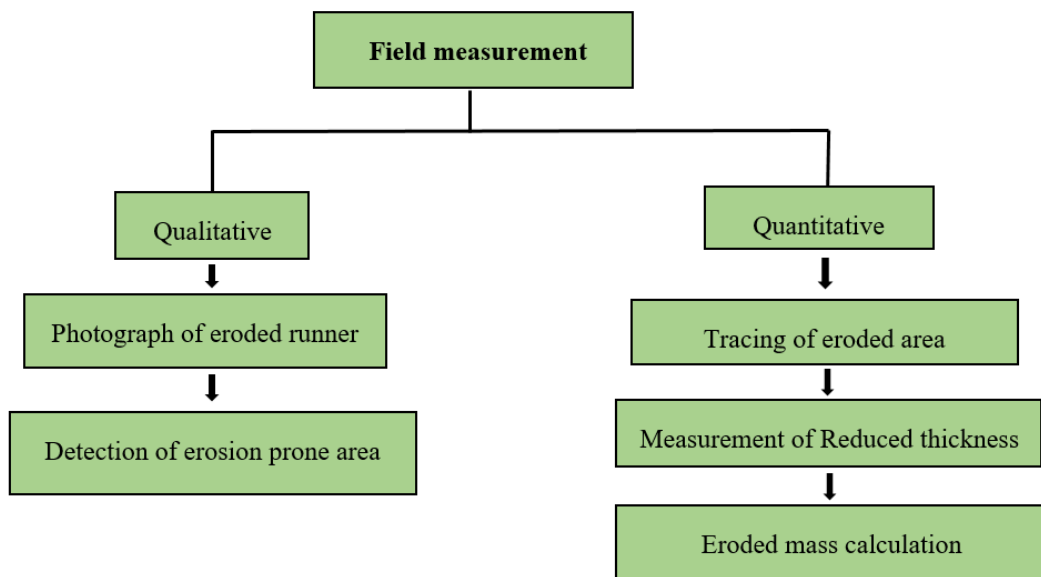 Field measurement
Qualitative
Quantitative
Photograph of eroded runner
Tracing of eroded area
Detection of erosion prone area
Measurement of Reduced thickness
Eroded mass calculation